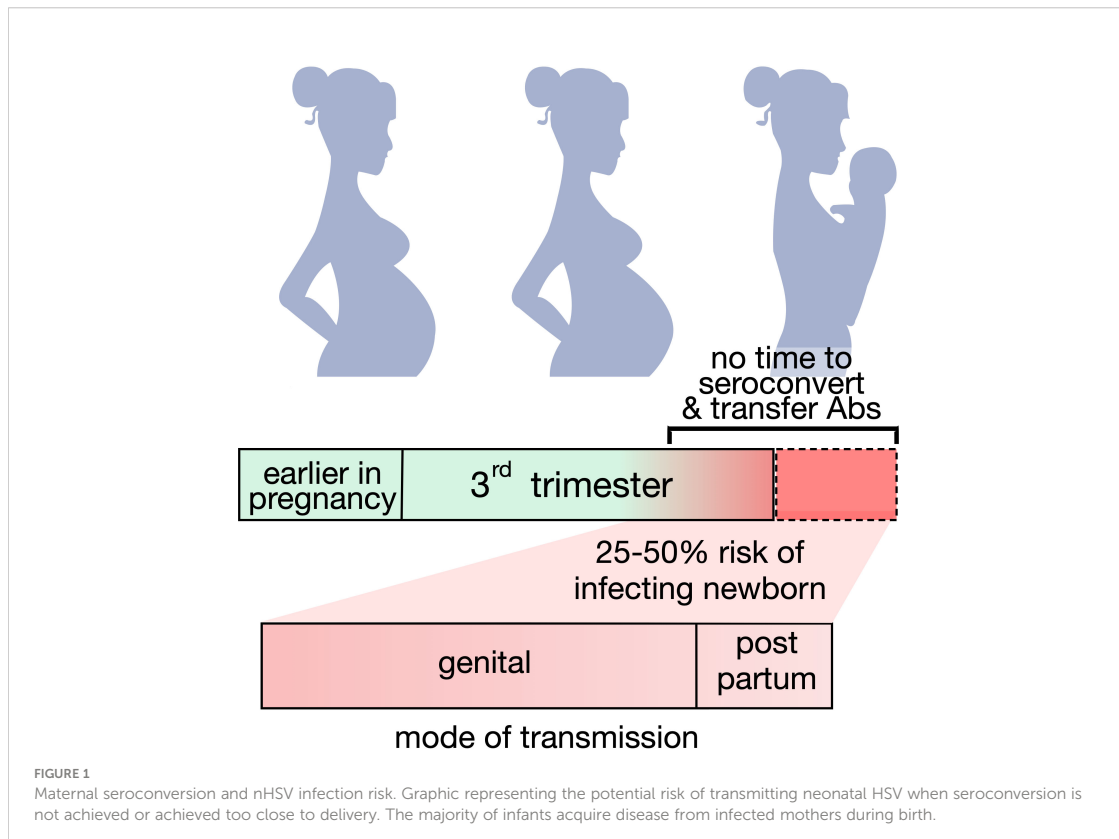 no time to
seroconvert
& transfer Abs
earlier in
pregnancy
3rd trimester
25-50% risk of
infecting newborn
genital
post
partum
mode of transmission
FIGURE 1
Maternal seroconversion and nHSV infection risk. Graphic representing the potential risk of transmitting neonatal HSV when seroconversion is
not achieved or achieved too close to delivery. The majority of infants acquire disease from infected mothers during birth.